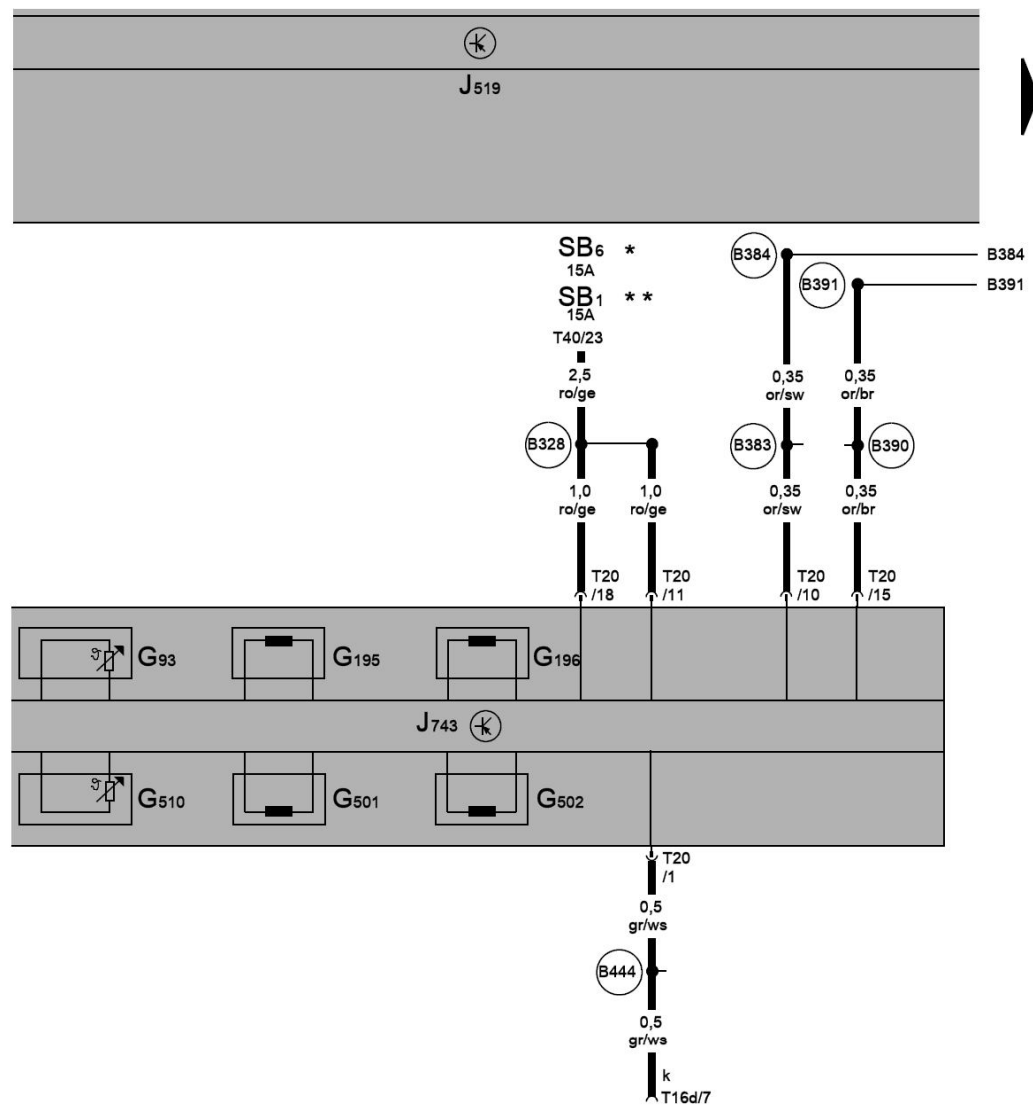 J519
SB6 *
15A
SB1 **
15A
T40/23
2,5
ro/ge
B384
B384
B391
B391
0,35
or/sw
0,35
or/br
B328
B383
B390
1,0
ro/ge
1,0
ro/ge
0,35
or/sw
0,35
or/br
T20
/18
T20
/11
T20
/10
T20
/15
ϑ
G93
G195
G196
J743
ϑ
G510
G501
G502
T20
/1
0,5
gr/ws
B444
0,5
gr/ws
k
T16d/7